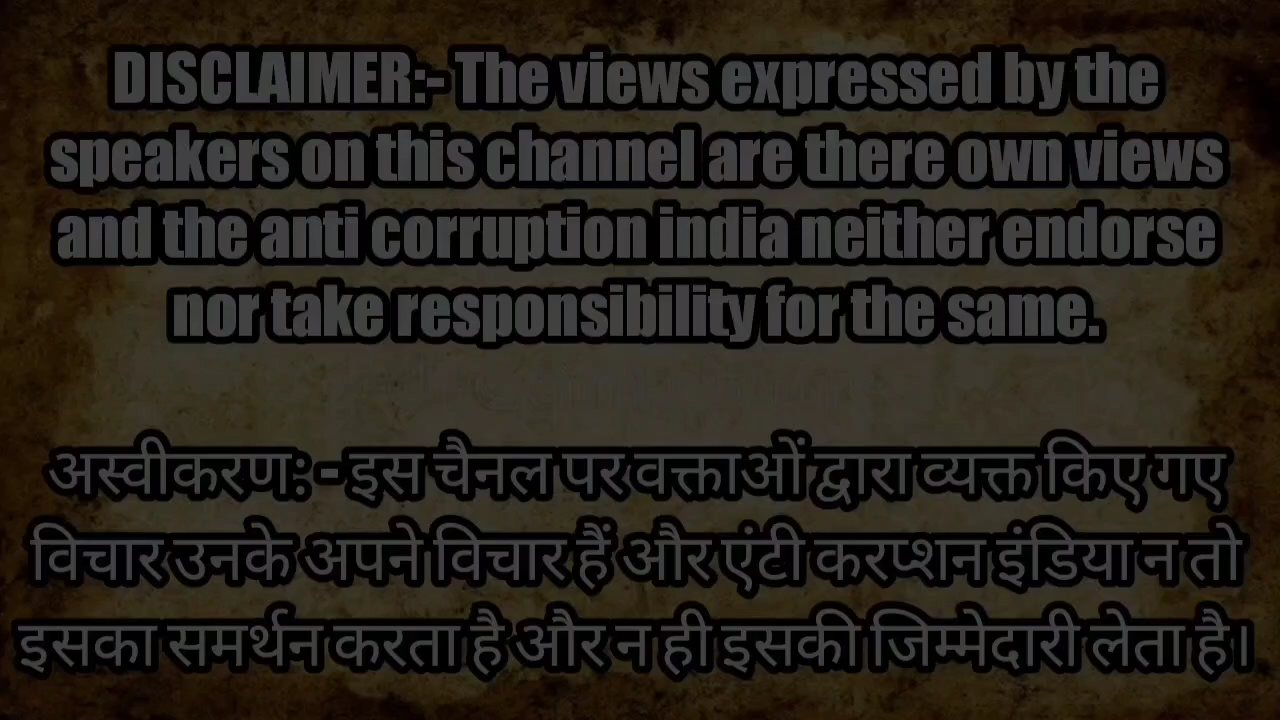 DISCLAIMER:- The views expressed by the
speakers on this channel are there own views
and the anti corruption india neither endorse
nor take responsibility for the same.
अस्वीकरण: - इस चैनल पर वक्ताओं द्वारा व्यक्त किए गए
विचार उनके अपने विचार हैं और एंटी करप्शन इंडिया न तो
इसका समर्थन करता है और न ही इसकी जिम्मेदारी लेता है।